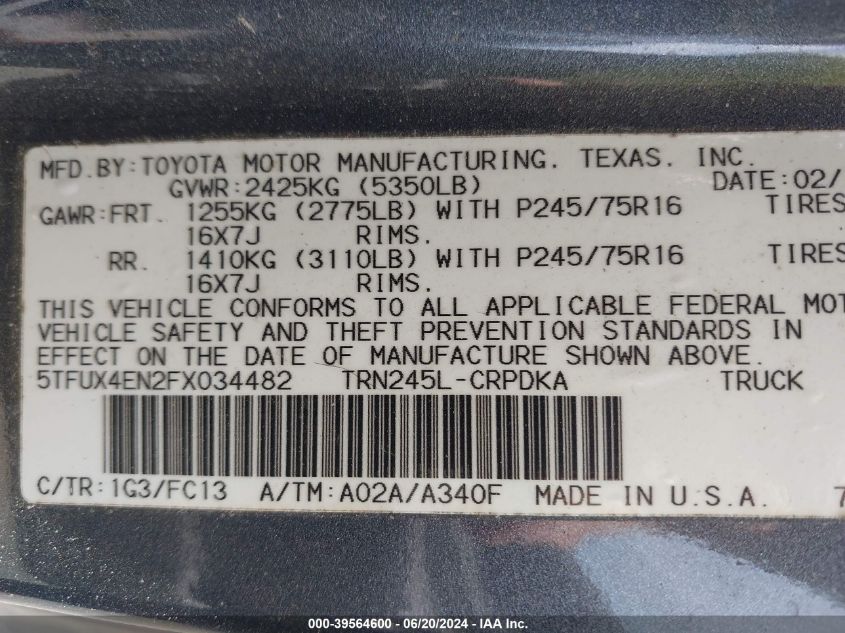 MFD.BY:TOYOTA MOTOR MANUFACTURING. TEXAS. INC.
GVWR:2425KG (5350LB) DATE:02/
GAWR:FRT. 1255KG (2775LB) WITH P245/75R16 TIRES
16X7J RIMS.
RR. 1410KG (3110LB) WITH P245/75R16 TIRES
16X7J RIMS.
THIS VEHICLE CONFORMS TO ALL APPLICABLE FEDERAL MOT
VEHICLE SAFETY AND THEFT PREVENTION STANDARDS IN
EFFECT ON THE DATE OF MANUFACTURE SHOWN ABOVE.
5TFUX4EN2FX034482 TRN245L-CRPDKA TRUCK
C/TR:1G3/FC13 A/TM:A02A/A340F MADE IN U.S.A. 7
000-39564600 - 06/20/2024 - IAA Inc.